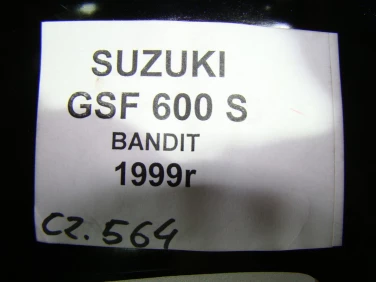 SUZUKI
GSF 600 S
BANDIT
1999r
CZ.564